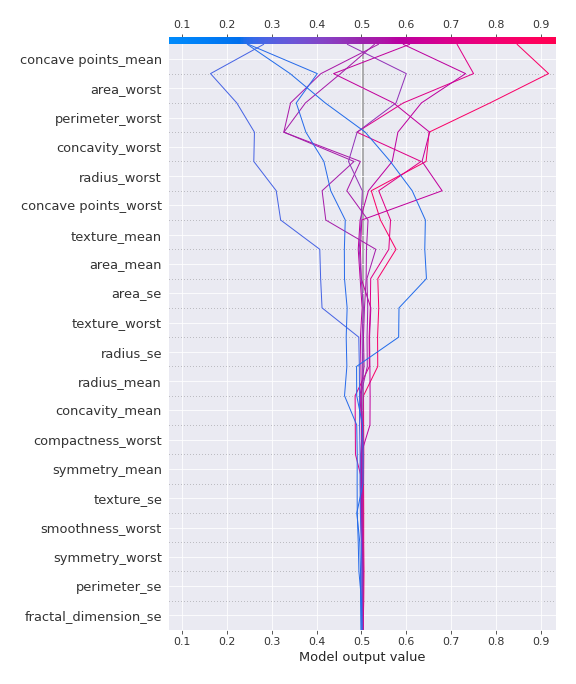 0.1 0.2 0.3 0.4 0.5 0.6 0.7 0.8 0.9
concave points_mean
area_worst
perimeter_worst
concavity_worst
radius_worst
concave points_worst
texture_mean
area_mean
area_se
texture_worst
radius_se
radius_mean
concavity_mean
compactness_worst
symmetry_mean
texture_se
smoothness_worst
symmetry_worst
perimeter_se
fractal_dimension_se
0.1 0.2 0.3 0.4 0.5 0.6 0.7 0.8 0.9
Model output value